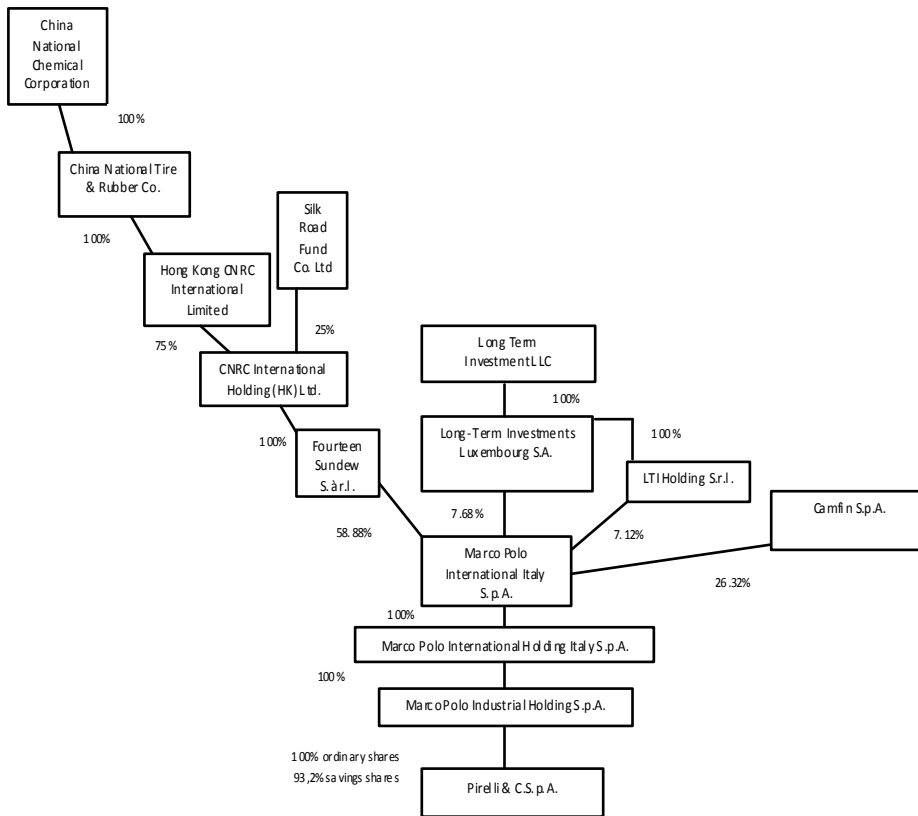 China
National
Chemical
Corporation
100%
China National Tire
& Rubber Co.
100%
Silk
Road
Fund
Co. Ltd
Hong Kong CNRC
International
Limited
75%
25%
CNRC International
Holding (HK) Ltd.
Long Term
Investment LLC
100%
100%
Fourteen
Sundew
S.à r.l.
Long-Term Investments
Luxembourg S.A.
100%
LTI Holding S.r.l.
Camfin S.p.A.
58.88%
7.68%
7.12%
26.32%
Marco Polo
International Italy
S.p.A.
100%
Marco Polo International Holding Italy S.p.A.
100%
Marco Polo Industrial Holding S.p.A.
100% ordinary shares
93,2% savings shares
Pirelli & C.S.p.A.